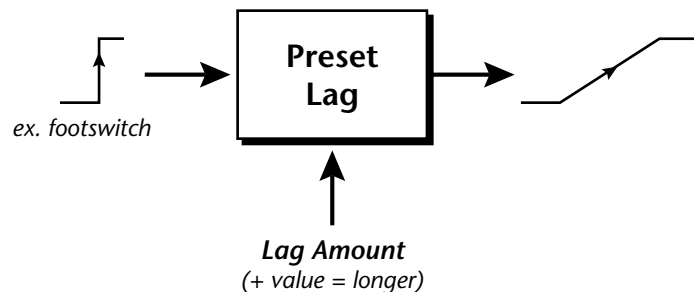 Preset
Lag
ex. footswitch
Lag Amount
(+ value = longer)